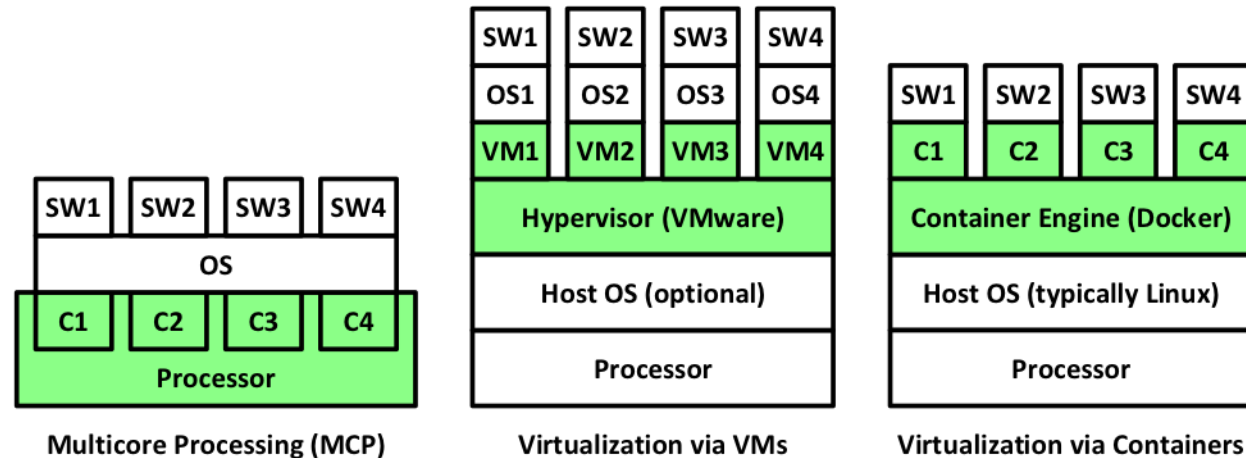 SW1 SW2 SW3 SW4
OS
C1 C2 C3 C4
Processor
Multicore Processing (MCP)
SW1 SW2 SW3 SW4
OS1 OS2 OS3 OS4
VM1 VM2 VM3 VM4
Hypervisor (VMware)
Host OS (optional)
Processor
Virtualization via VMs
SW1 SW2 SW3 SW4
C1 C2 C3 C4
Container Engine (Docker)
Host OS (typically Linux)
Processor
Virtualization via Containers